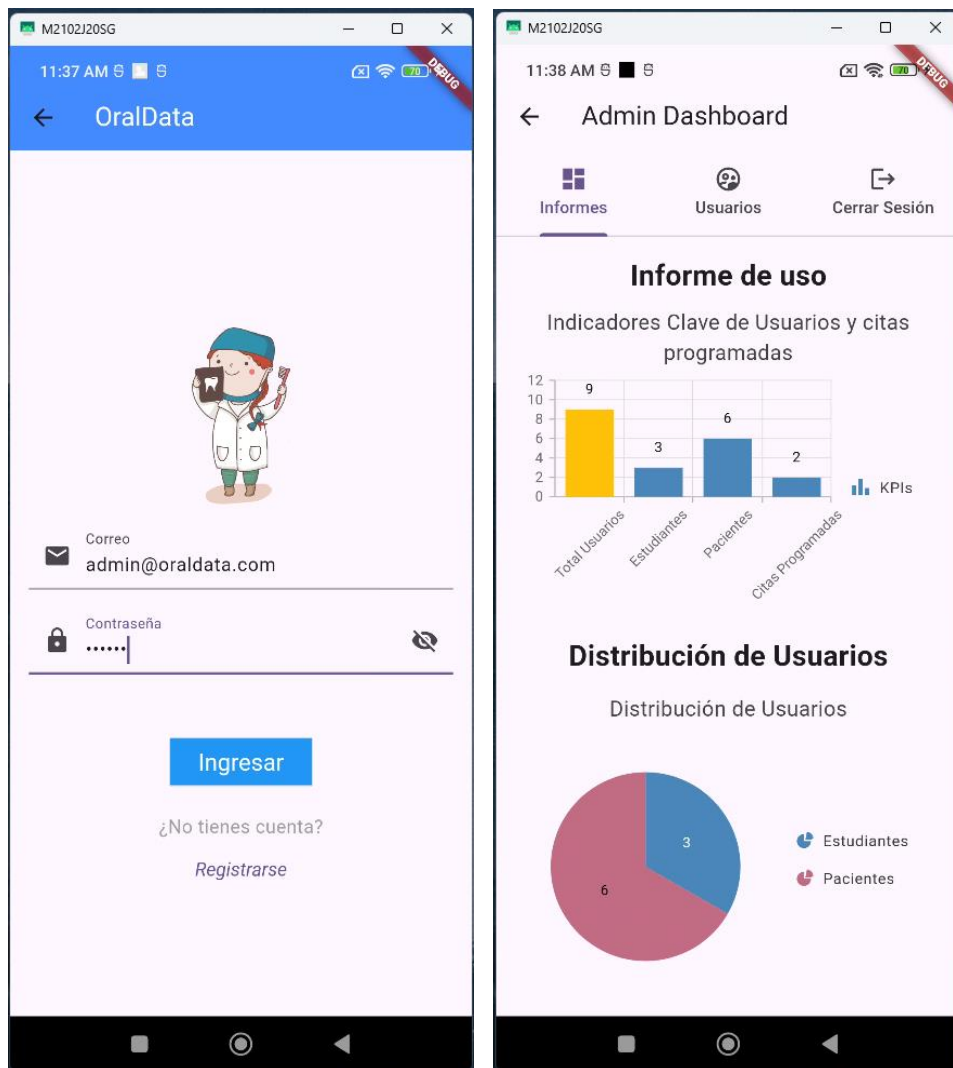 M2102J20SG
11:37 AM
70
DEBUG
OralData
Correo
admin@oraldata.com
Contraseña
••••••
Ingresar
¿No tienes cuenta?
Registrarse
M2102J20SG
11:38 AM
70
DEBUG
Admin Dashboard
Informes
Usuarios
Cerrar Sesión
Informe de uso
Indicadores Clave de Usuarios y citas
programadas
12
10
8
6
4
2
0
9
3
6
2
Total Usuarios
Estudiantes
Pacientes
Citas Programadas
KPIs
Distribución de Usuarios
Distribución de Usuarios
3
6
Estudiantes
Pacientes